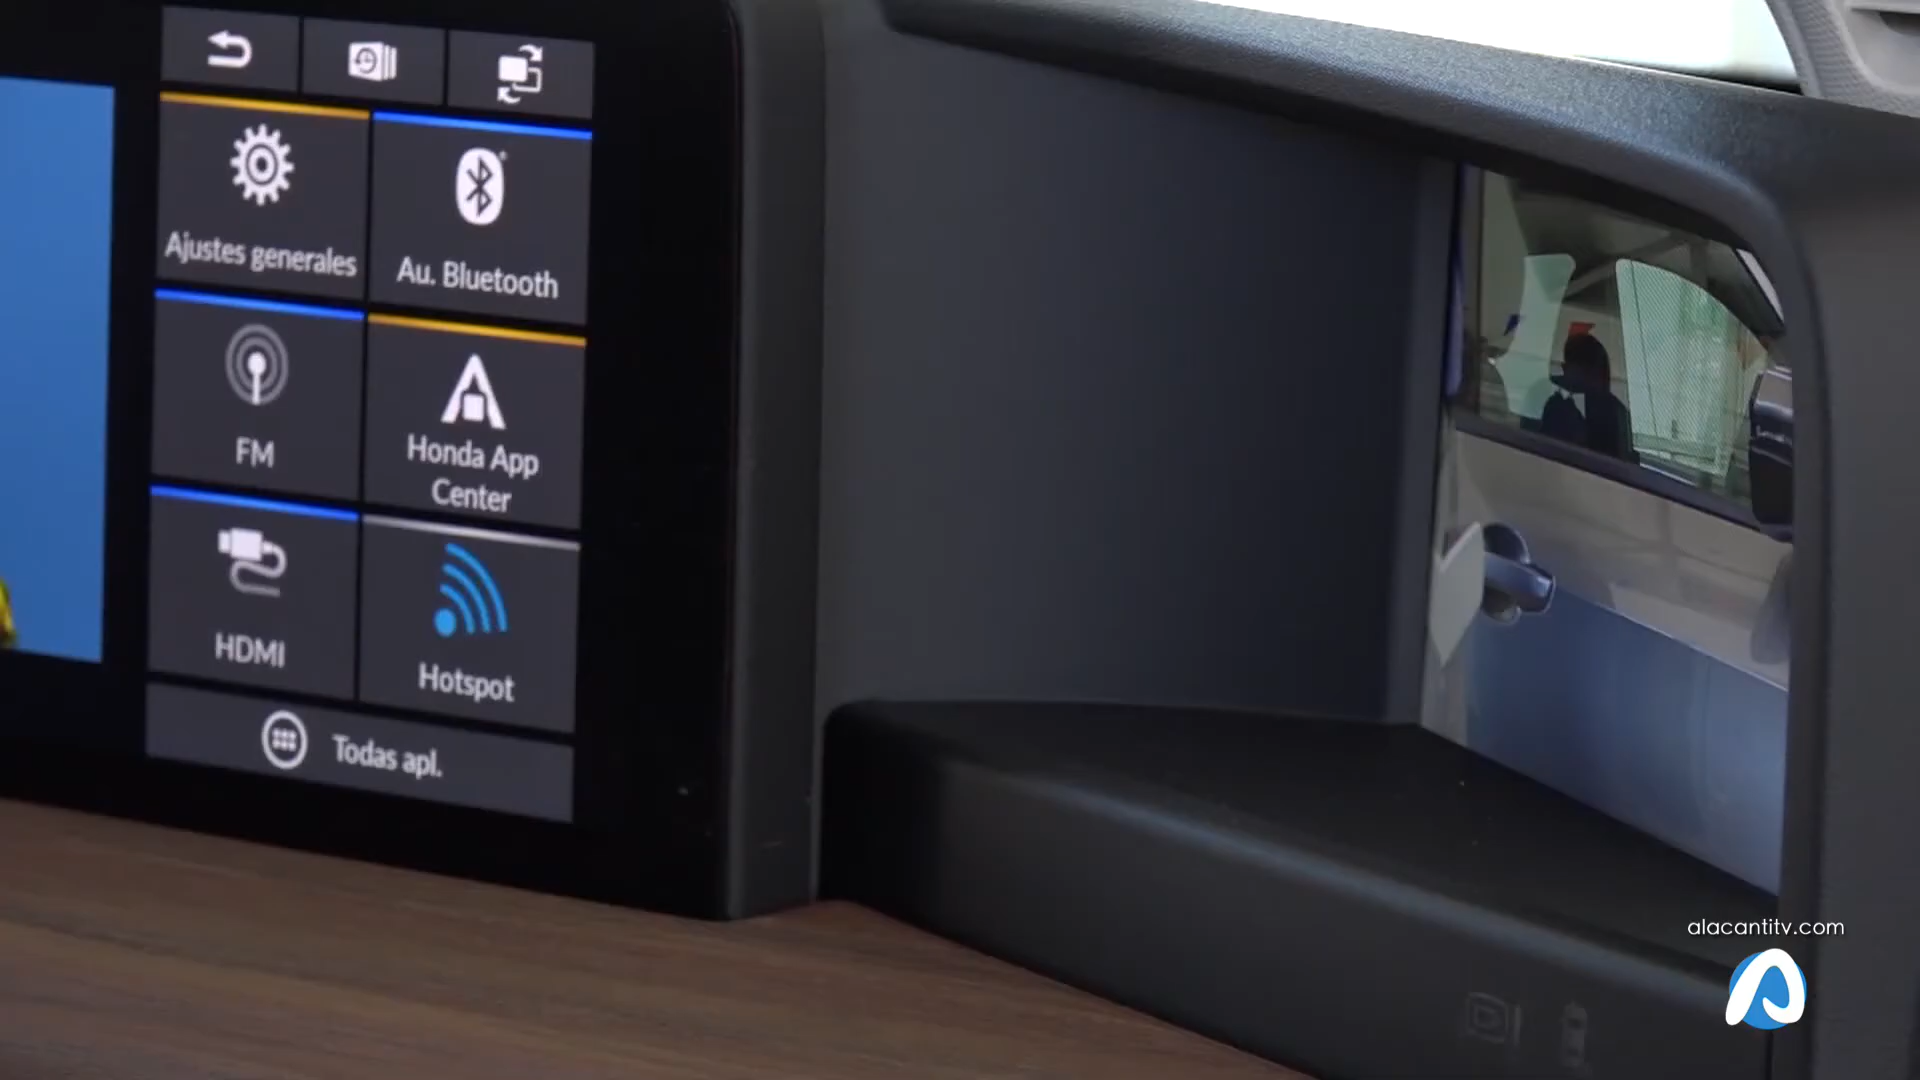 Ajustes generales
Au. Bluetooth
FM
Honda App
Center
HDMI
Hotspot
Todas apl.
alacantitv.com